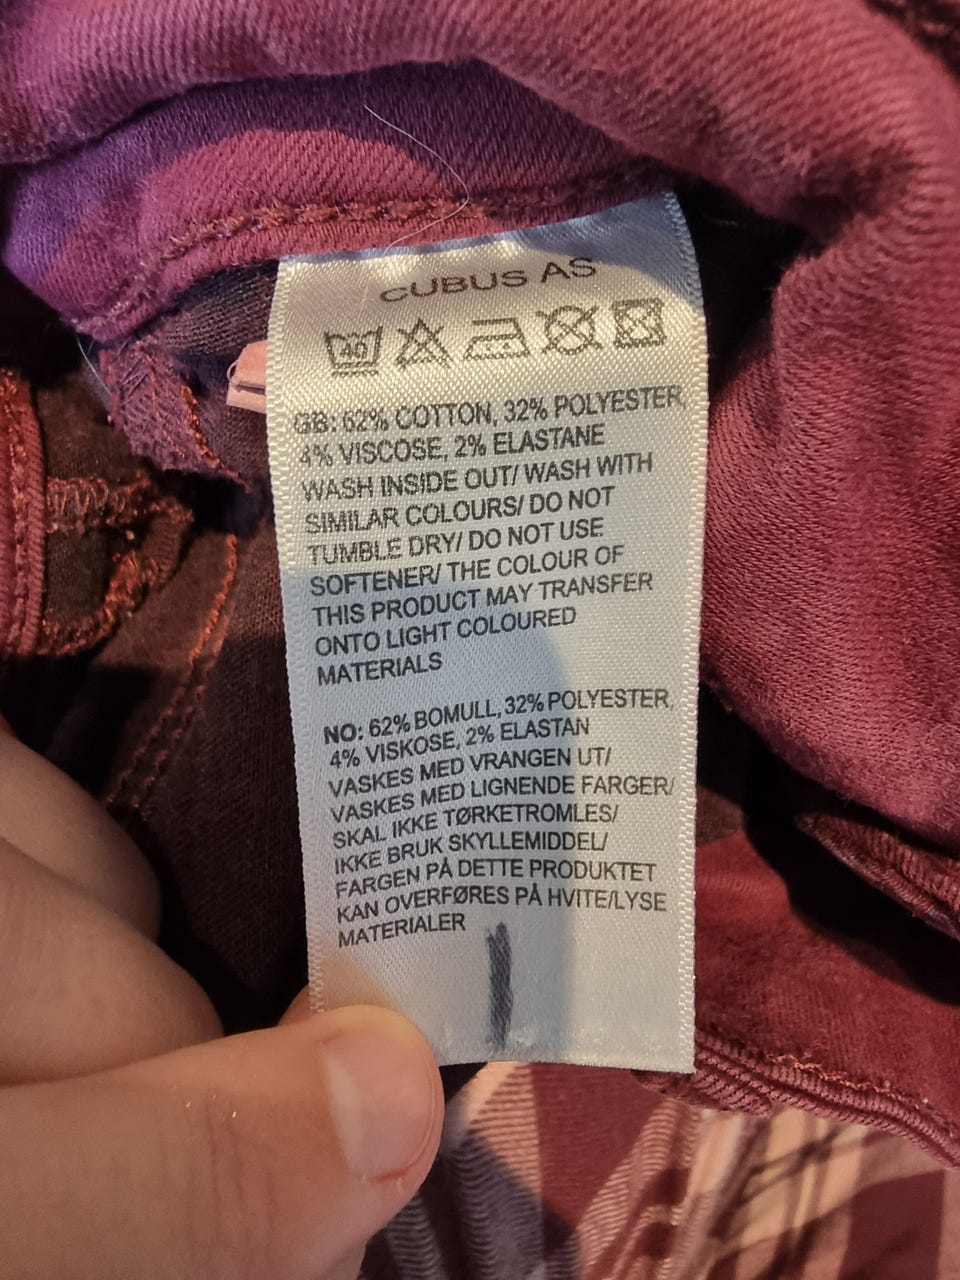 CUBUS AS
40
GB: 62% COTTON, 32% POLYESTER,
4% VISCOSE, 2% ELASTANE
WASH INSIDE OUT/ WASH WITH
SIMILAR COLOURS/ DO NOT
TUMBLE DRY/ DO NOT USE
SOFTENER/ THE COLOUR OF
THIS PRODUCT MAY TRANSFER
ONTO LIGHT COLOURED
MATERIALS
NO: 62% BOMULL, 32% POLYESTER,
4% VISKOSE, 2% ELASTAN
VASKES MED VRANGEN UT/
VASKES MED LIGNENDE FARGER/
SKAL IKKE TØRKETROMLES/
IKKE BRUK SKYLLEMIDDEL/
FARGEN PÅ DETTE PRODUKTET
KAN OVERFØRES PÅ HVITE/LYSE
MATERIALER